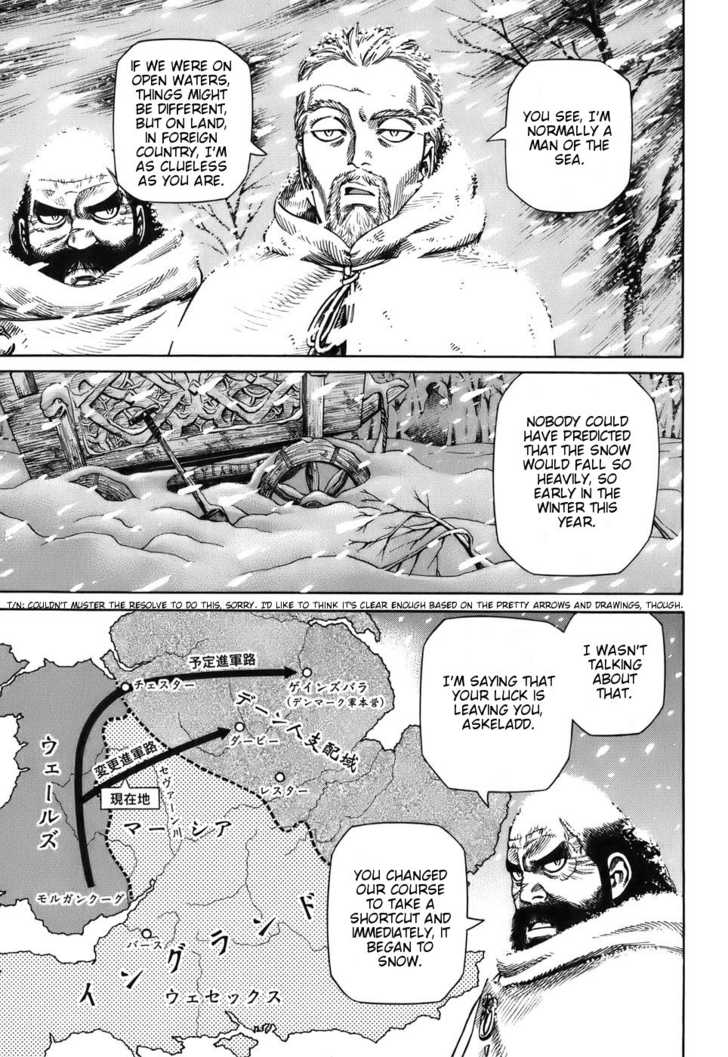 YOU SEE, I'M
NORMALLY A
MAN OF THE
SEA.
IF WE WERE ON
OPEN WATERS,
THINGS MIGHT
BE DIFFERENT,
BUT ON LAND,
IN FOREIGN
COUNTRY, I'M
AS CLUELESS
AS YOU ARE.
NOBODY COULD
HAVE PREDICTED
THAT THE SNOW
WOULD FALL SO
HEAVILY, SO
EARLY IN THE
WINTER THIS
YEAR.
T/N: COULDN'T MUSTER THE RESOLVE TO DO THIS, SORRY. I'D LIKE TO THINK IT'S CLEAR ENOUGH BASED ON THE PRETTY ARROWS AND DRAWINGS, THOUGH.
I WASN'T
TALKING
ABOUT
THAT.
I'M SAYING THAT
YOUR LUCK IS
LEAVING YOU,
ASKELADD.
YOU CHANGED
OUR COURSE
TO TAKE A
SHORTCUT AND
IMMEDIATELY, IT
BEGAN TO
SNOW.
予定進軍路
チェスター
ゲインズバラ
(デンマーク軍本営)
デーン人支配域
ダービー
変更進軍路
レスター
ウェールズ
現在地
セヴァーン川
マーシア
モルガンクーグ
バース
イングランド
ウェセックス